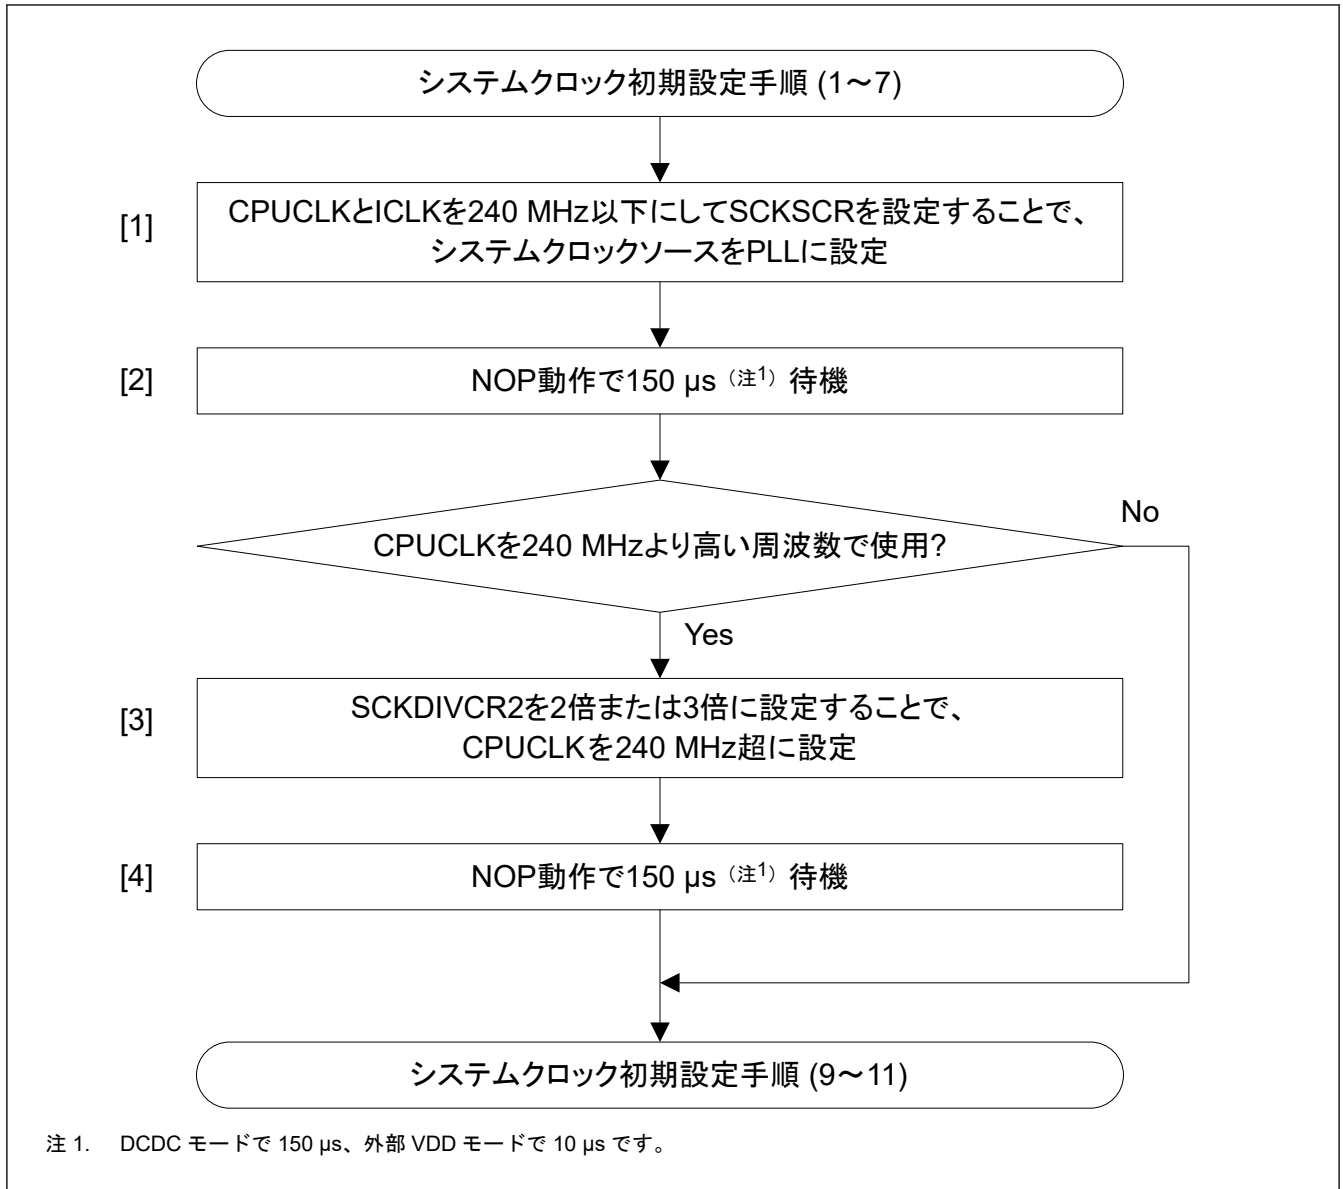 システムクロック初期設定手順 (1～7)
[1]
CPUCLKとICLKを240 MHz以下にしてSCKSCRを設定することで、
システムクロックソースをPLLに設定
[2]
NOP動作で150 µs（注1）待機
CPUCLKを240 MHzより高い周波数で使用?
No
Yes
[3]
SCKDIVCR2を2倍または3倍に設定することで、
CPUCLKを240 MHz超に設定
[4]
NOP動作で150 µs（注1）待機
システムクロック初期設定手順 (9～11)
注 1. DCDC モードで 150 µs、外部 VDD モードで 10 µs です。